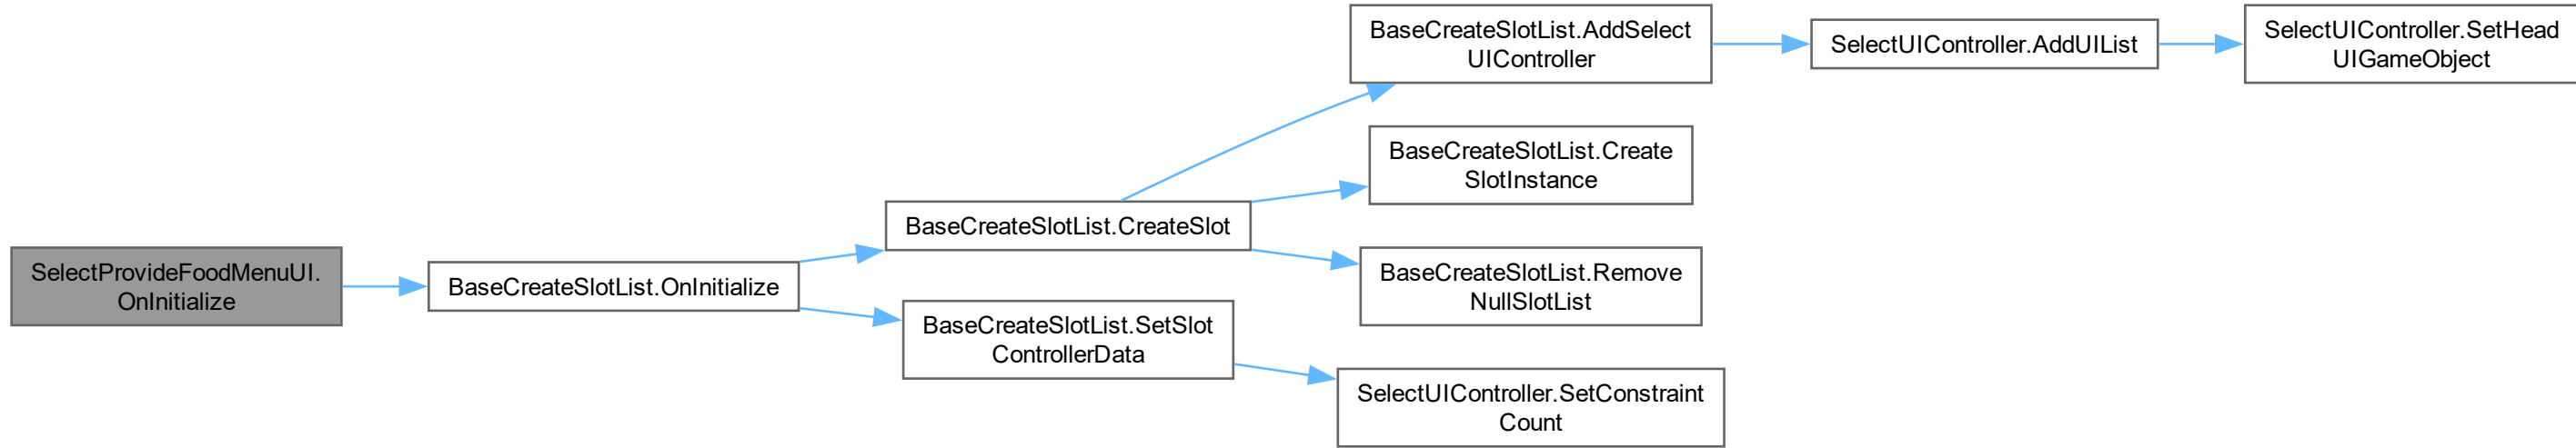 SelectProvideFoodMenuUI.
OnInitialize
BaseCreateSlotList.OnInitialize
BaseCreateSlotList.CreateSlot
BaseCreateSlotList.AddSelect
UIController
SelectUIController.AddUIList
SelectUIController.SetHead
UIGameObject
BaseCreateSlotList.Create
SlotInstance
BaseCreateSlotList.Remove
NullSlotList
BaseCreateSlotList.SetSlot
ControllerData
SelectUIController.SetConstraint
Count